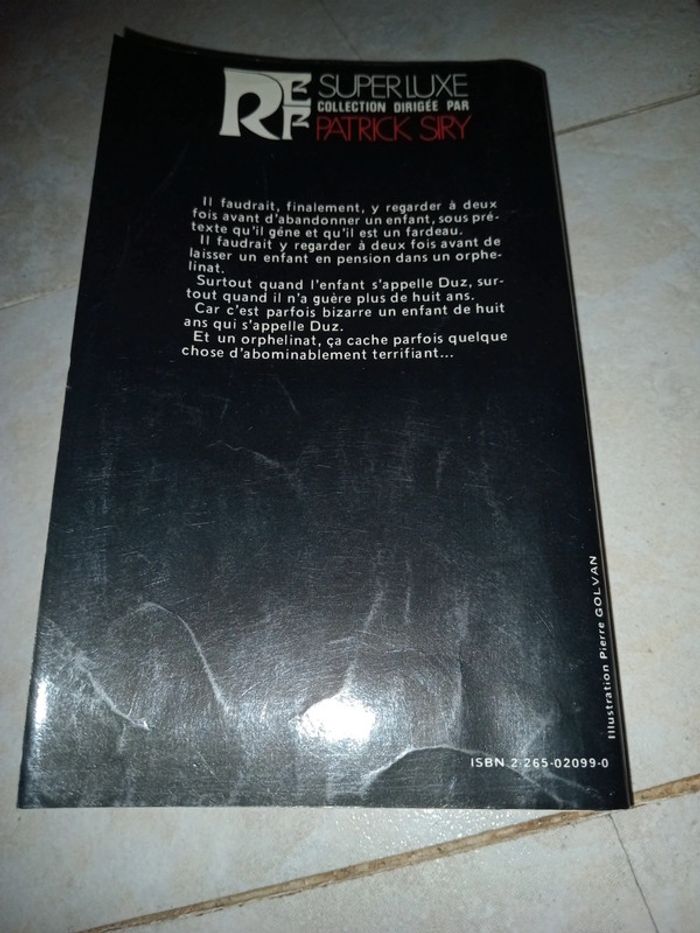 REN SUPERLUXE
COLLECTION DIRIGÉE PAR
PATRICK SIRY
Il faudrait, finalement, y regarder à deux
fois avant d'abandonner un enfant, sous pré-
texte qu'il géne et qu'il est un fardeau.
Il faudrait y regarder à deux fois avant de
laisser un enfant en pension dans un orphe-
linat.
Surtout quand l'enfant s'appelle Duz, sur-
tout quand il n'a guère plus de huit ans.
Car c'est parfois bizarre un enfant de huit
ans qui s'appelle Duz.
Et un orphelinat, ça cache parfois quelque
chose d'abominablement terrifiant...
Illustration Pierre GOLVAN
ISBN 2-265-02099-0